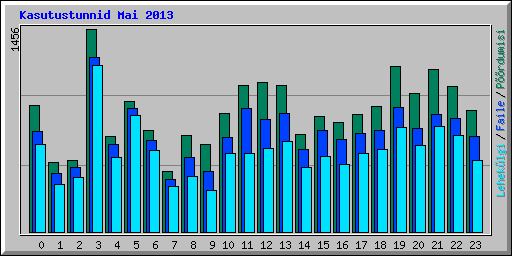 Kasutustunnid Mai 2013
1456
Lehekülgi / Faile / Pöördumisi
0 1 2 3 4 5 6 7 8 9 10 11 12 13 14 15 16 17 18 19 20 21 22 23